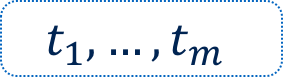 t₁, ... , tₘ